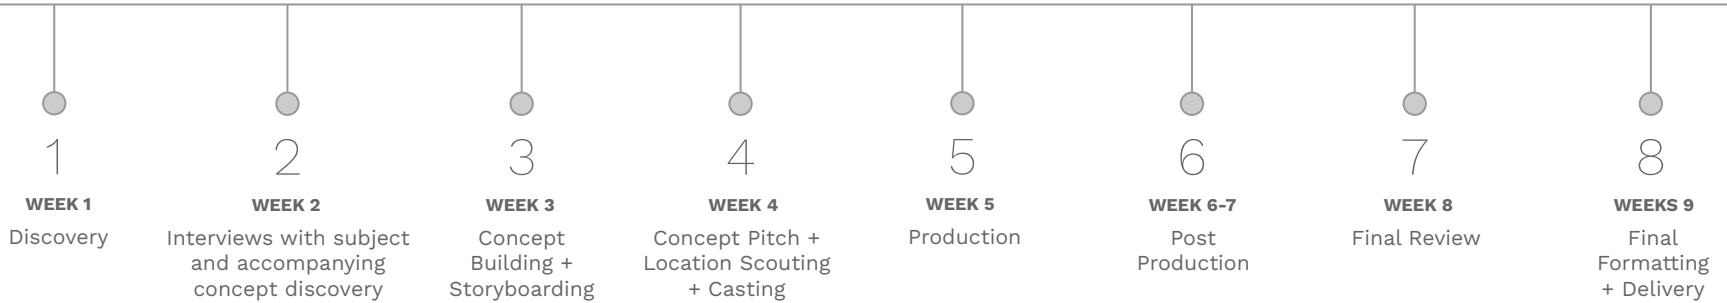 1
WEEK 1
Discovery
2
WEEK 2
Interviews with subject
and accompanying
concept discovery
3
WEEK 3
Concept
Building +
Storyboarding
4
WEEK 4
Concept Pitch +
Location Scouting
+ Casting
5
WEEK 5
Production
6
WEEK 6-7
Post
Production
7
WEEK 8
Final Review
8
WEEKS 9
Final
Formatting
+ Delivery